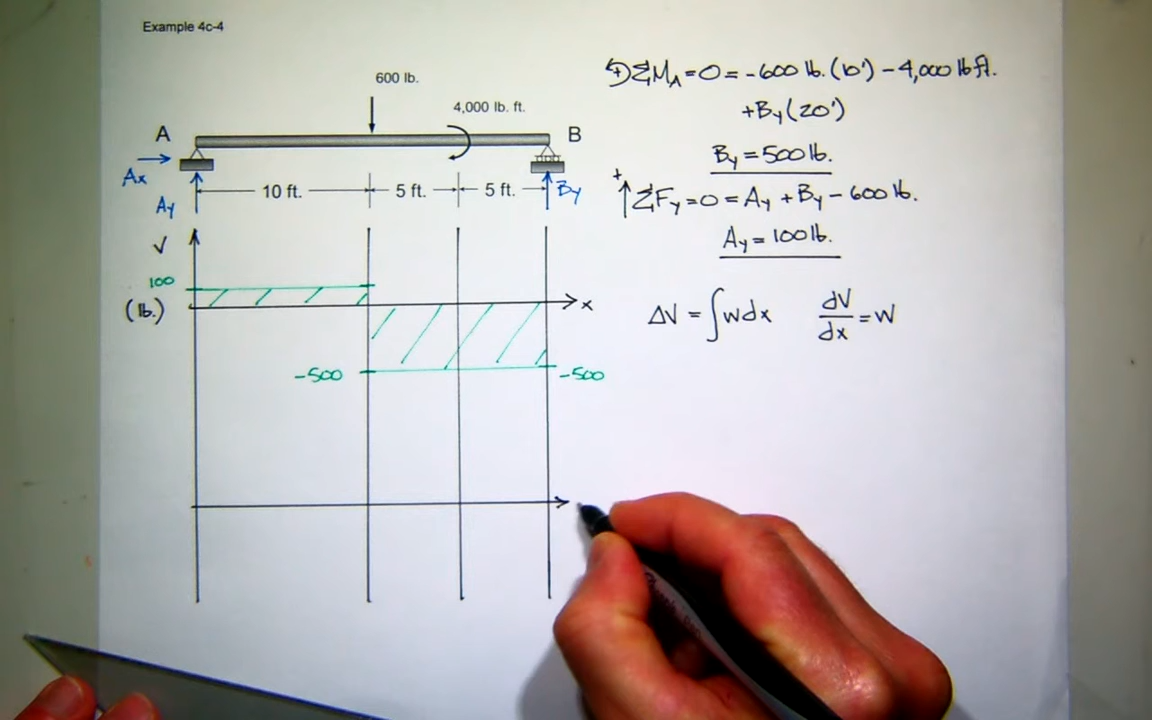 Example 4c-4
600 lb.
4,000 lb. ft.
A
B
Ax
Ay
By
10 ft.
5 ft.
5 ft.
V
(lb.)
100
x
-500
-500
↺+ΣMA=0=-600 lb.(10')-4,000 lb ft.
+By(20')
By=500 lb.
+↑ΣFy=0=Ay+By-600 lb.
Ay=100 lb.
ΔV=∫wdx dV/dx=w